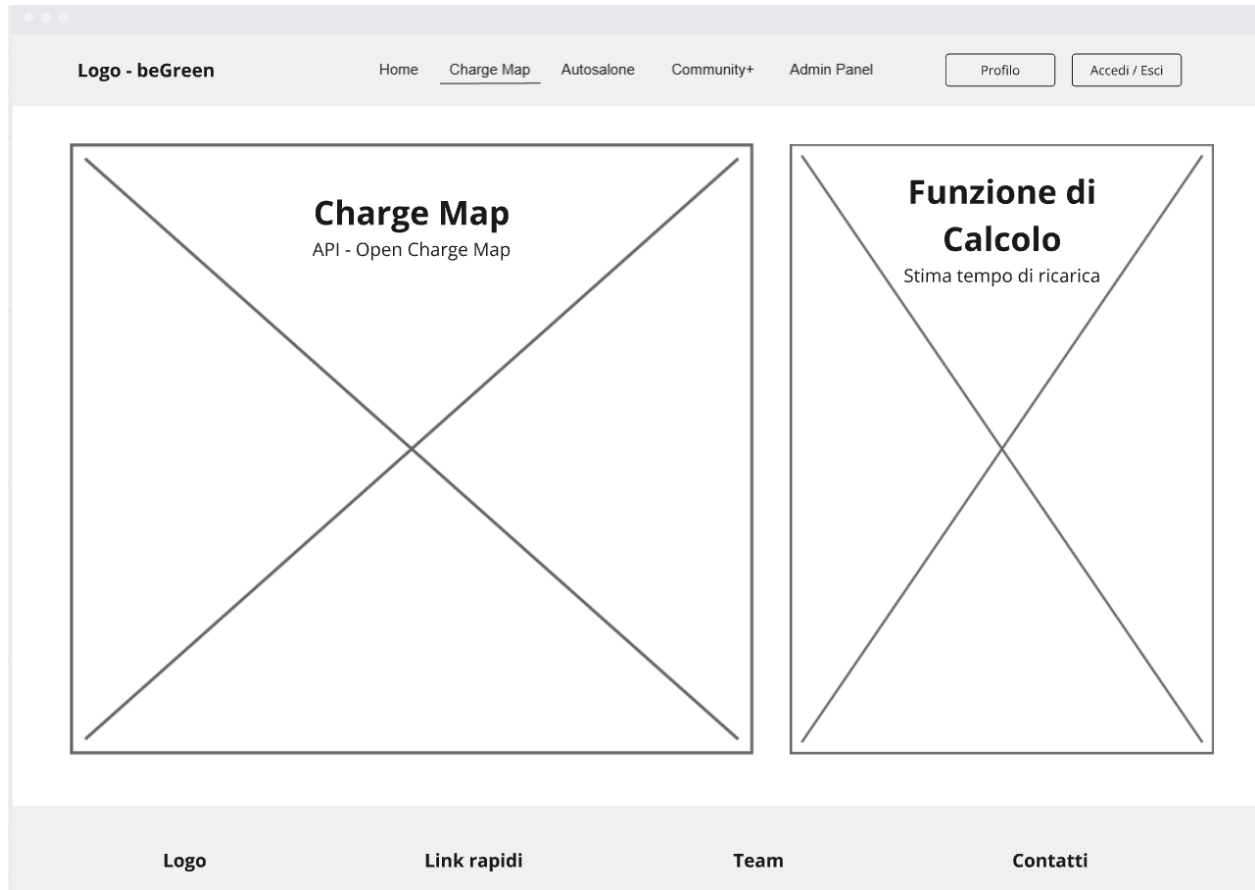 Logo - beGreen
Home
Charge Map
Autosalone
Community+
Admin Panel
Profilo
Accedi / Esci
Charge Map
API - Open Charge Map
Funzione di
Calcolo
Stima tempo di ricarica
Logo
Link rapidi
Team
Contatti